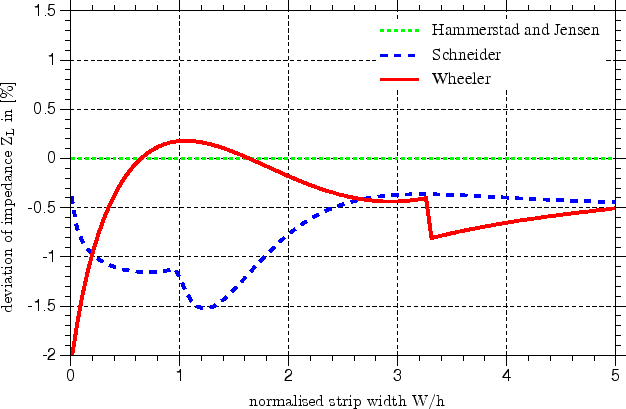 1.5
Hammerstad and Jensen
Schneider
Wheeler
1
0.5
0
-0.5
-1
-1.5
-2
deviation of impedance Z_L in [%]
0 1 2 3 4 5
normalised strip width W/h